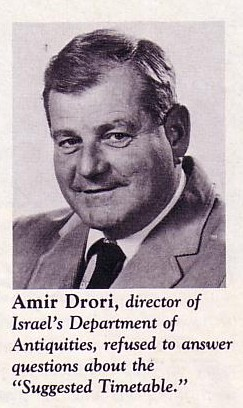 Amir Drori, director of
Israel's Department of
Antiquities, refused to answer
questions about the
“Suggested Timetable.”